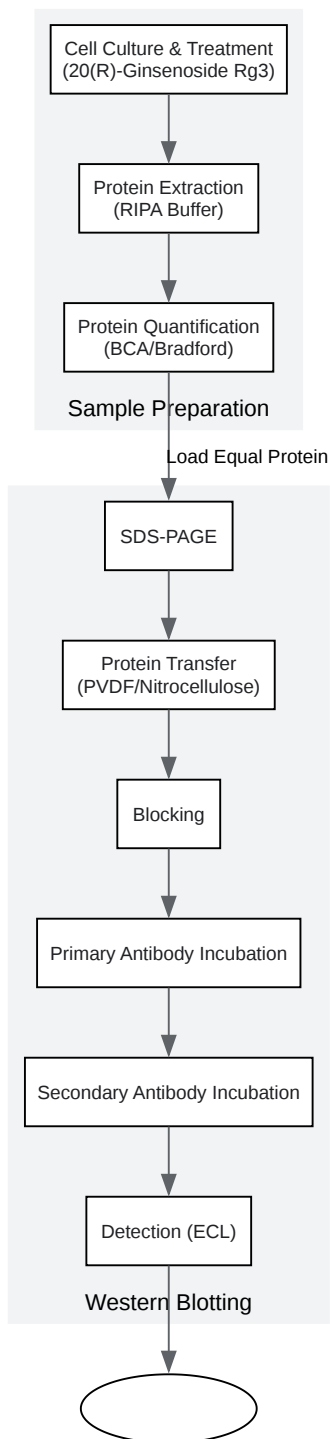 Cell Culture & Treatment
(20(R)-Ginsenoside Rg3)
Protein Extraction
(RIPA Buffer)
Protein Quantification
(BCA/Bradford)
Sample Preparation
Load Equal Protein
SDS-PAGE
Protein Transfer
(PVDF/Nitrocellulose)
Blocking
Primary Antibody Incubation
Secondary Antibody Incubation
Detection (ECL)
Western Blotting